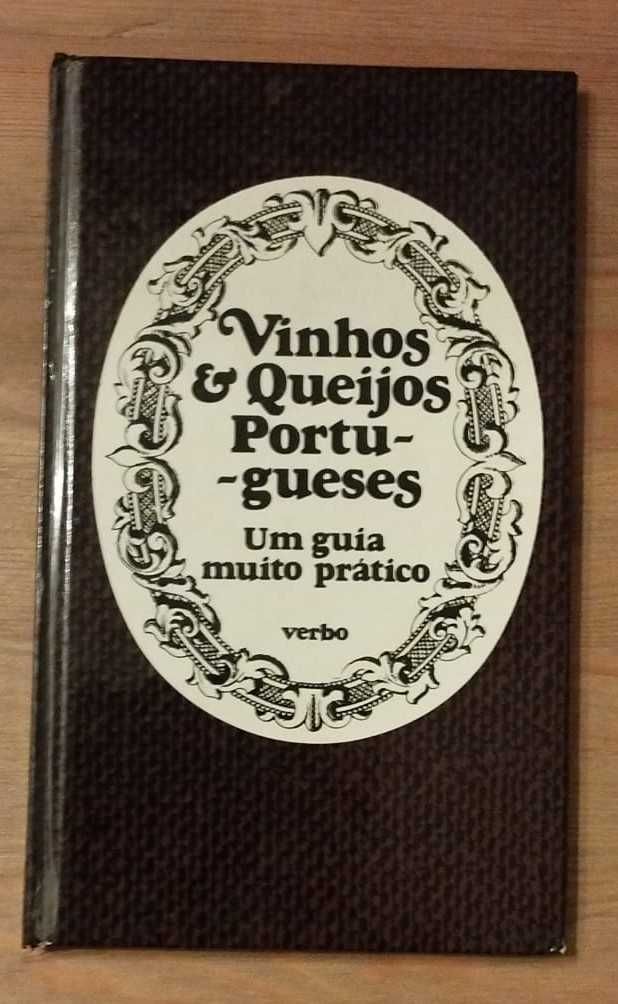 Vinhos
& Queijos
Portu-
-gueses
Um guia
muito prático
verbo